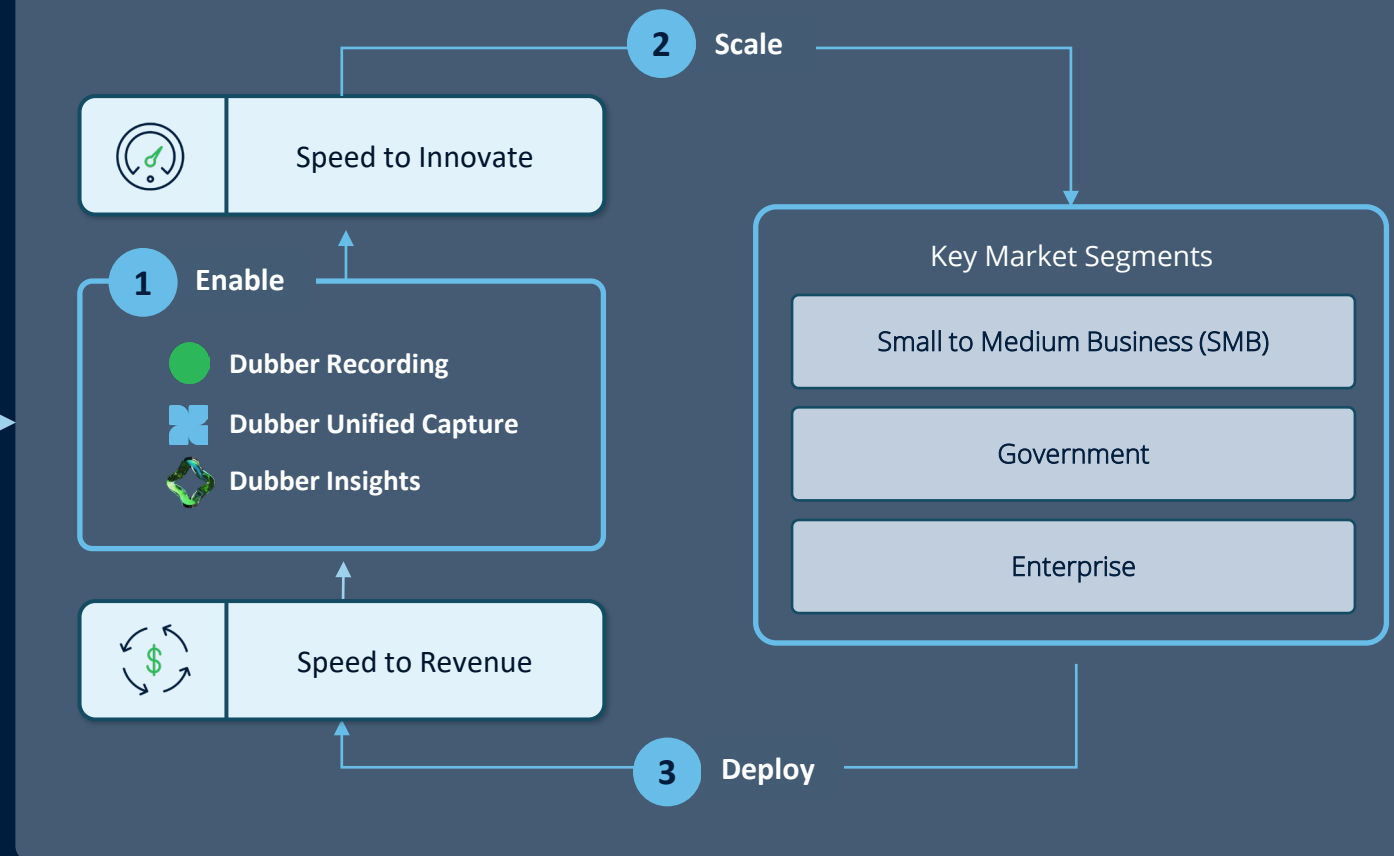 2 Scale
Speed to Innovate
1 Enable
Dubber Recording
Dubber Unified Capture
Dubber Insights
$ Speed to Revenue
Key Market Segments
Small to Medium Business (SMB)
Government
Enterprise
3 Deploy